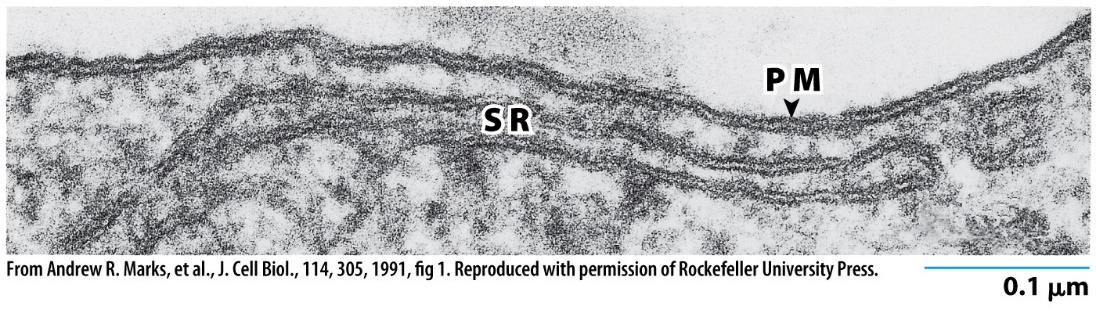 PM
SR
From Andrew R. Marks, et al., J. Cell Biol., 114, 305, 1991, fig 1. Reproduced with permission of Rockefeller University Press.
0.1 μm